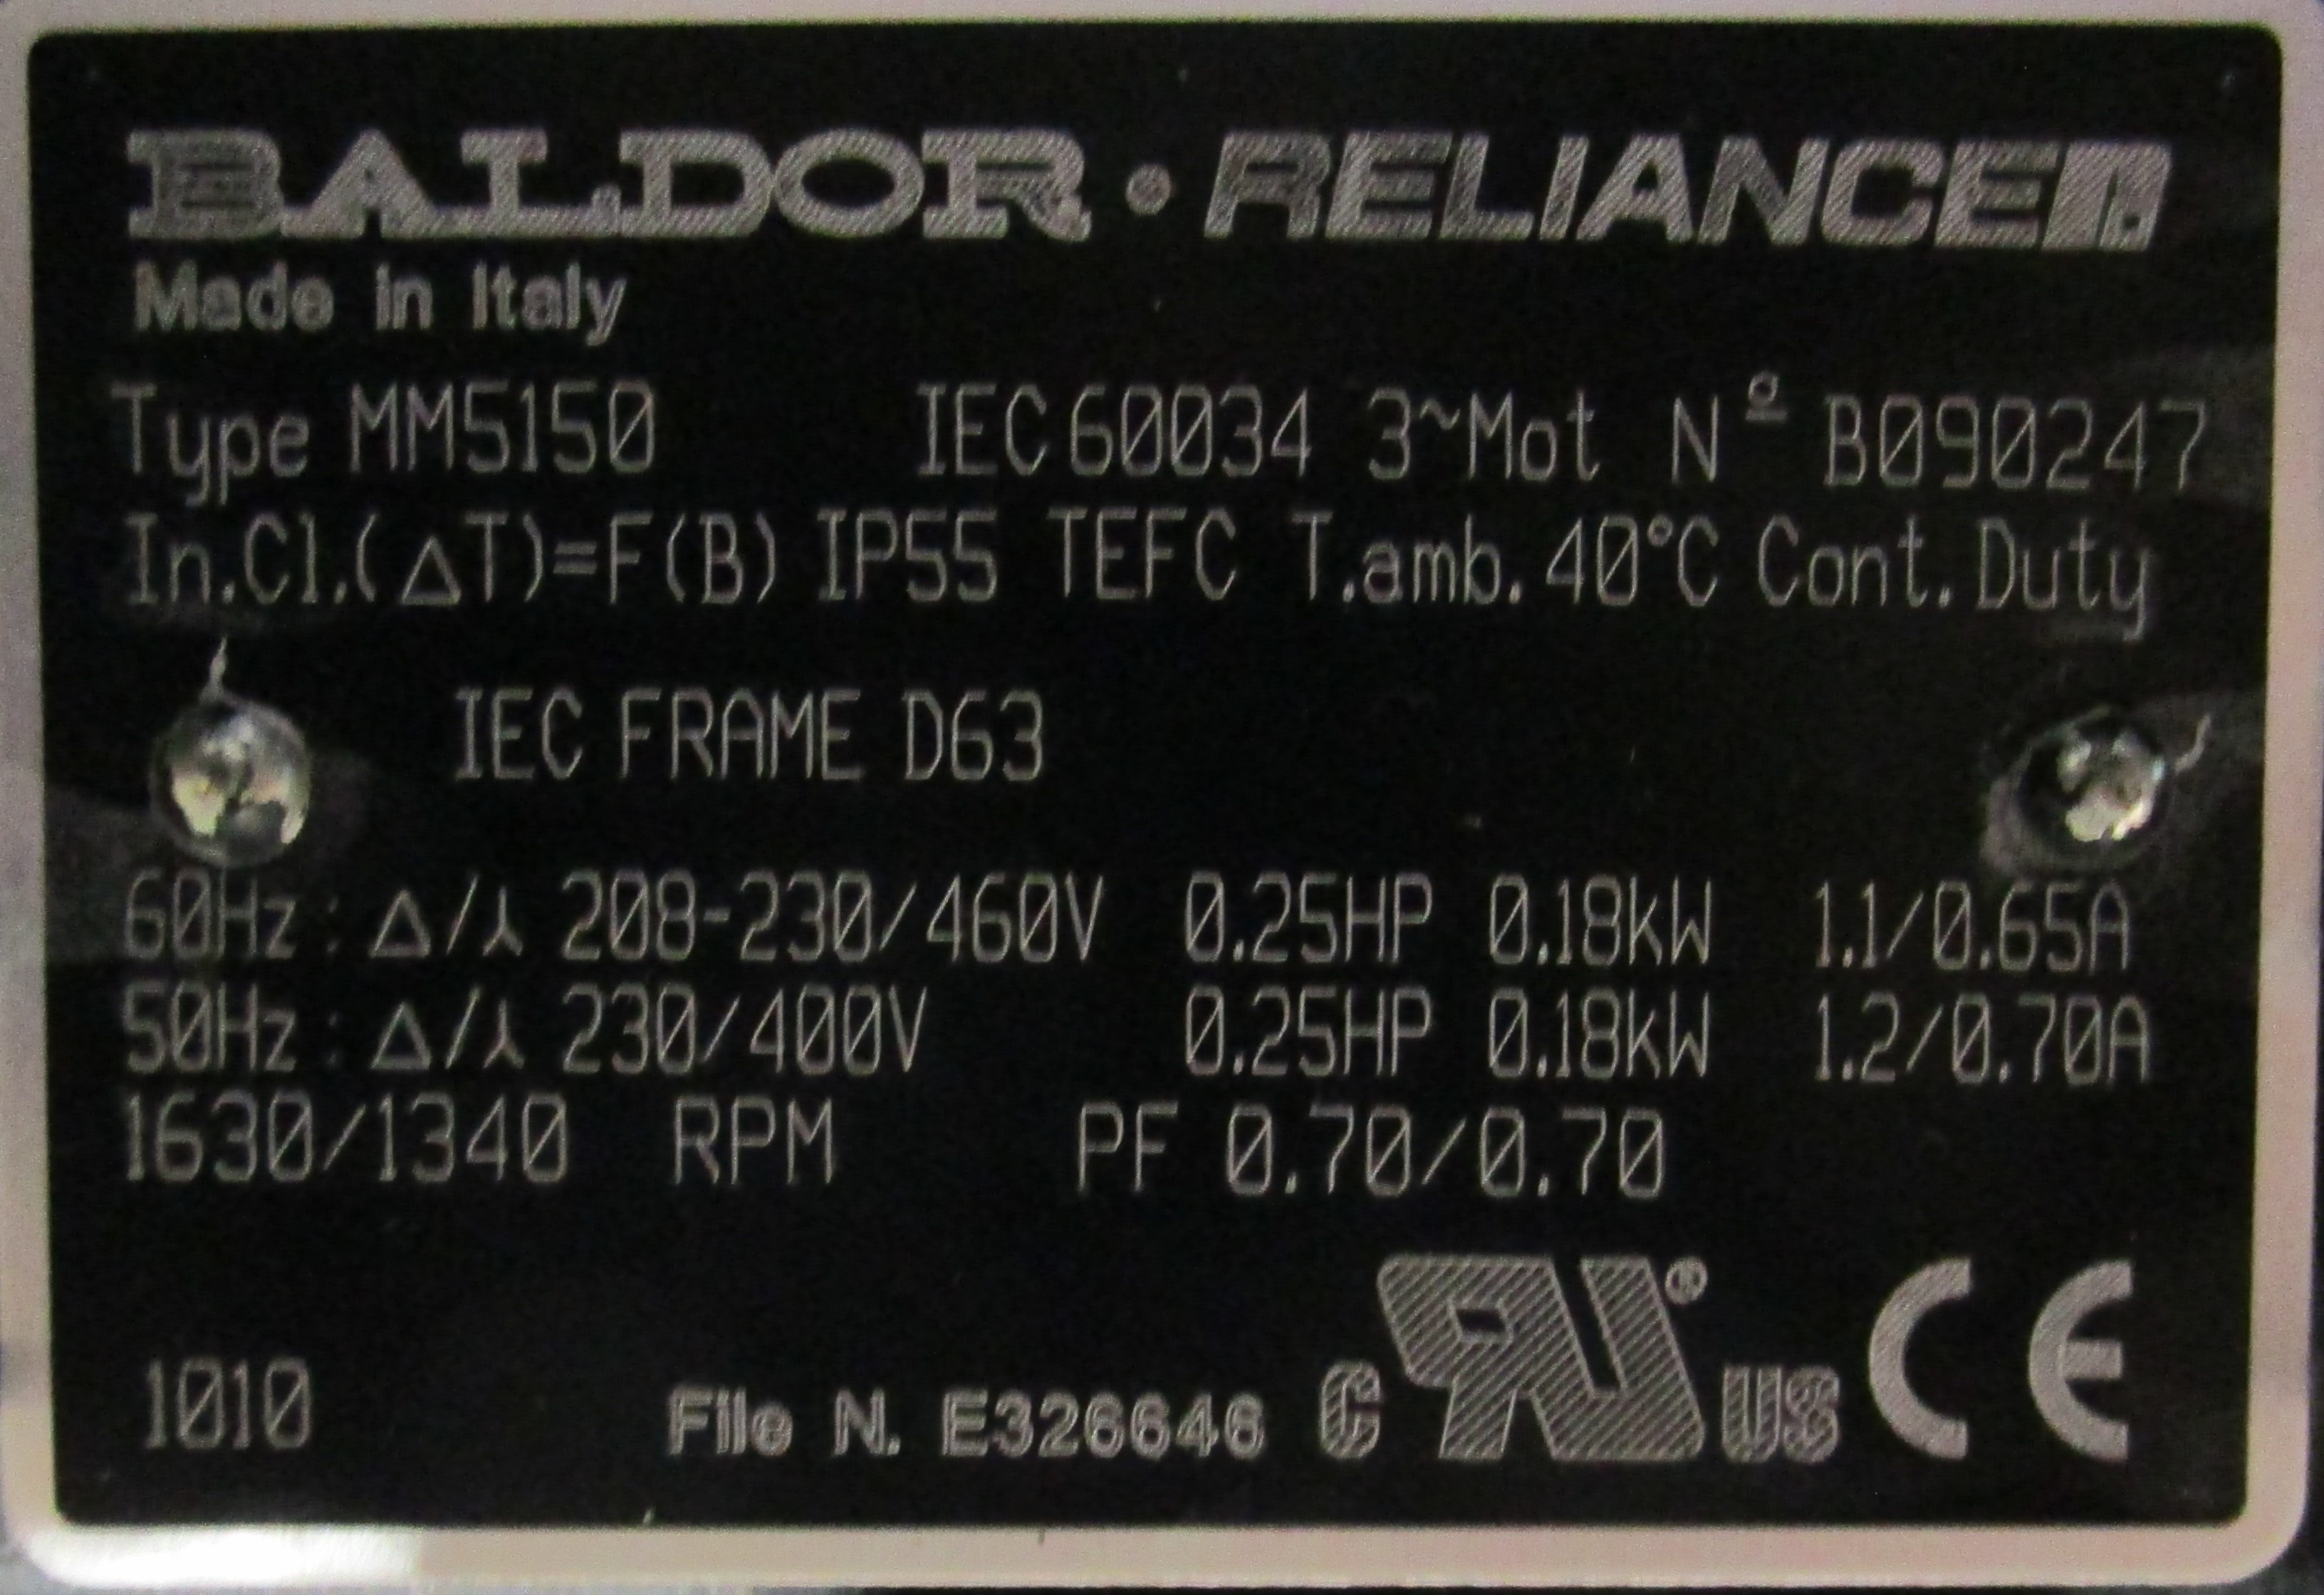 BALDOR • RELIANCE
Made in Italy
Type MM5150 IEC 60034 3~Mot Nº B090247
In.Cl.(ΔT)=F(B) IP55 TEFC T.amb. 40°C Cont. Duty
IEC FRAME D63
60Hz : Δ/⅄ 208-230/460V 0.25HP 0.18kW 1.1/0.65A
50Hz : Δ/⅄ 230/400V 0.25HP 0.18kW 1.2/0.70A
1630/1340 RPM PF 0.70/0.70
1010 File N. E326646 C RU® US CE